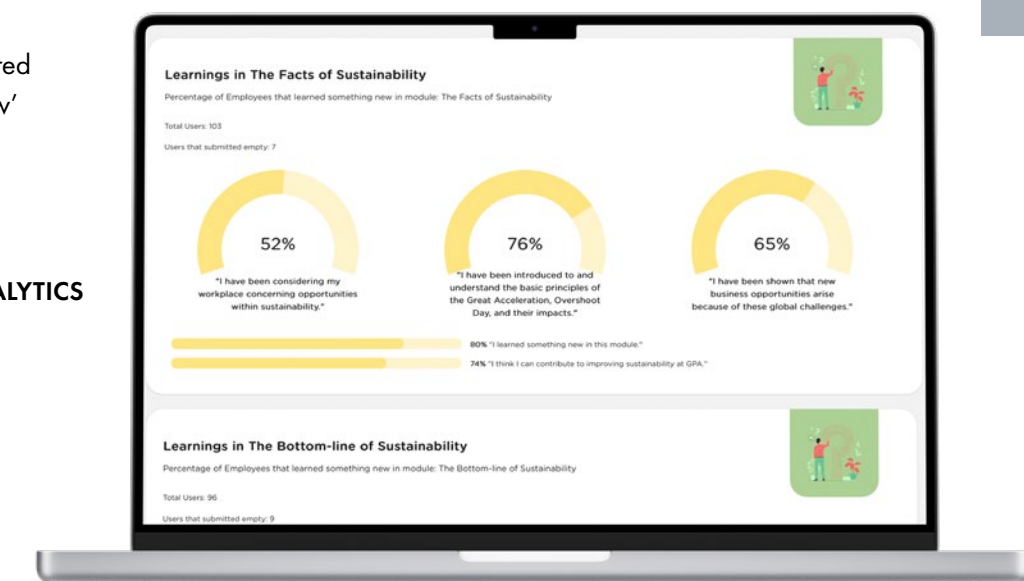 Learnings in The Facts of Sustainability
Percentage of Employees that learned something new in module: The Facts of Sustainability
Total Users: 103
Users that submitted empty: 7
52%
"I have been considering my
workplace concerning opportunities
within sustainability."
76%
"I have been introduced to and
understand the basic principles of
the Great Acceleration, Overshoot
Day, and their impacts."
65%
"I have been shown that new
business opportunities arise
because of these global challenges."
80% "I learned something new in this module."
74% "I think I can contribute to improving sustainability at GPA."
Learnings in The Bottom-line of Sustainability
Percentage of Employees that learned something new in module: The Bottom-line of Sustainability
Total Users: 96
Users that submitted empty: 9